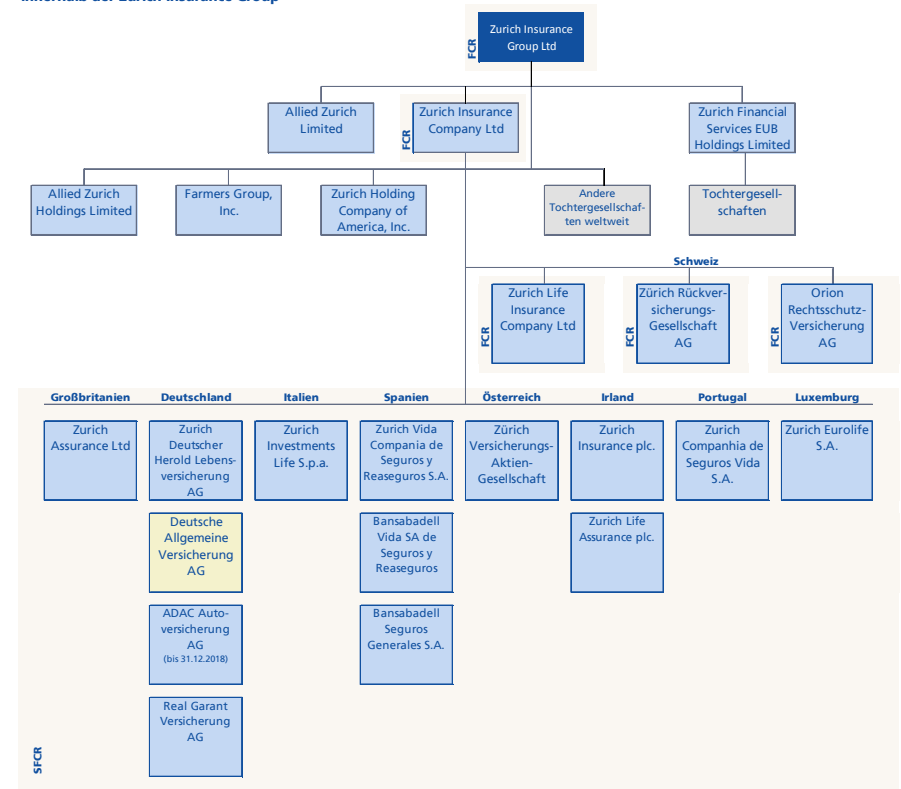 innerhalb der Zurich Insurance Group
Zurich Insurance
Group Ltd
FCR
Allied Zurich
Limited
FCR
Zurich Insurance
Company Ltd
Zurich Financial
Services EUB
Holdings Limited
Allied Zurich
Holdings Limited
Farmers Group,
Inc.
Zurich Holding
Company of
America, Inc.
Andere
Tochtergesellschaf-
ten weltweit
Tochtergesell-
schaften
Schweiz
FCR
Zurich Life
Insurance
Company Ltd
FCR
Zürich Rückver-
sicherungs-
Gesellschaft
AG
FCR
Orion
Rechtsschutz-
Versicherung
AG
Großbritanien
Deutschland
Italien
Spanien
Österreich
Irland
Portugal
Luxemburg
Zurich
Assurance Ltd
Zurich
Deutscher
Herold Lebens-
versicherung
AG
Zurich
Investments
Life S.p.a.
Zurich Vida
Compania de
Seguros y
Reaseguros S.A.
Zürich
Versicherungs-
Aktien-
Gesellschaft
Zurich
Insurance plc.
Zurich
Companhia de
Seguros Vida
S.A.
Zurich Eurolife
S.A.
Deutsche
Allgemeine
Versicherung
AG
Bansabadell
Vida SA de
Seguros y
Reaseguros
Zurich Life
Assurance plc.
ADAC Auto-
versicherung
AG
(bis 31.12.2018)
Bansabadell
Seguros
Generales S.A.
Real Garant
Versicherung
AG
SFCR